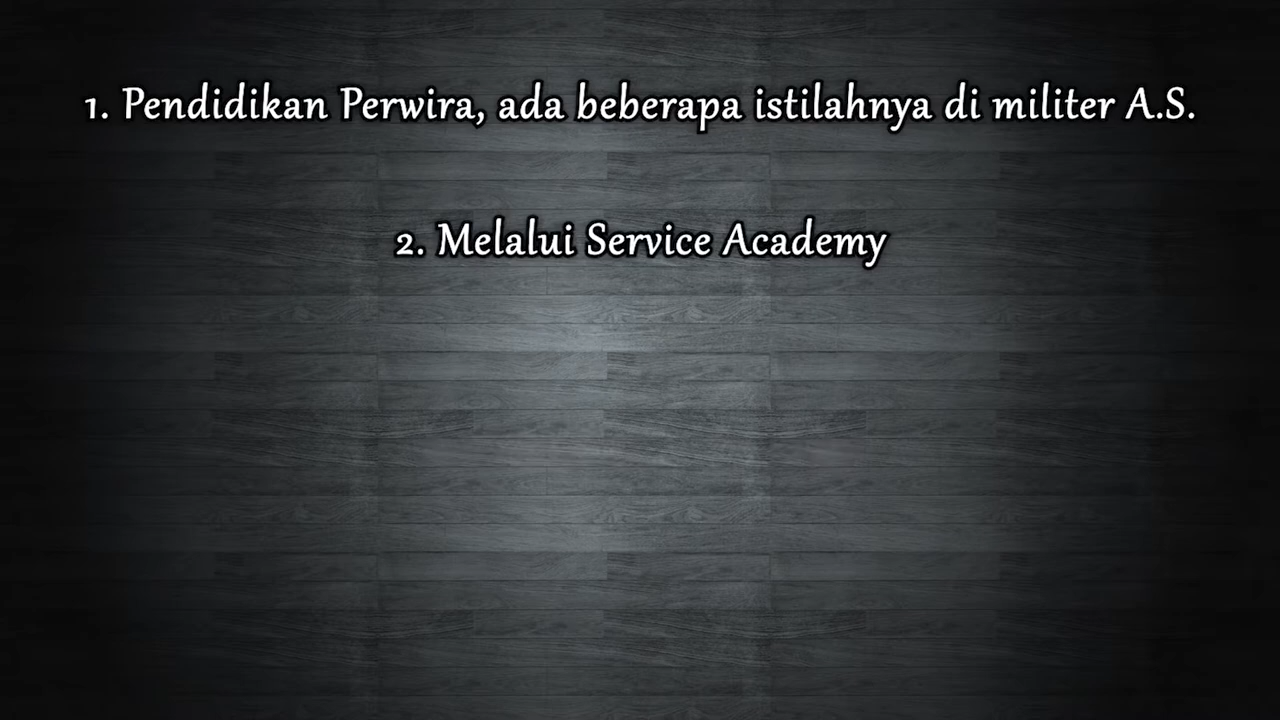 1. Pendidikan Perwira, ada beberapa istilahnya di militer A.S.
2. Melalui Service Academy